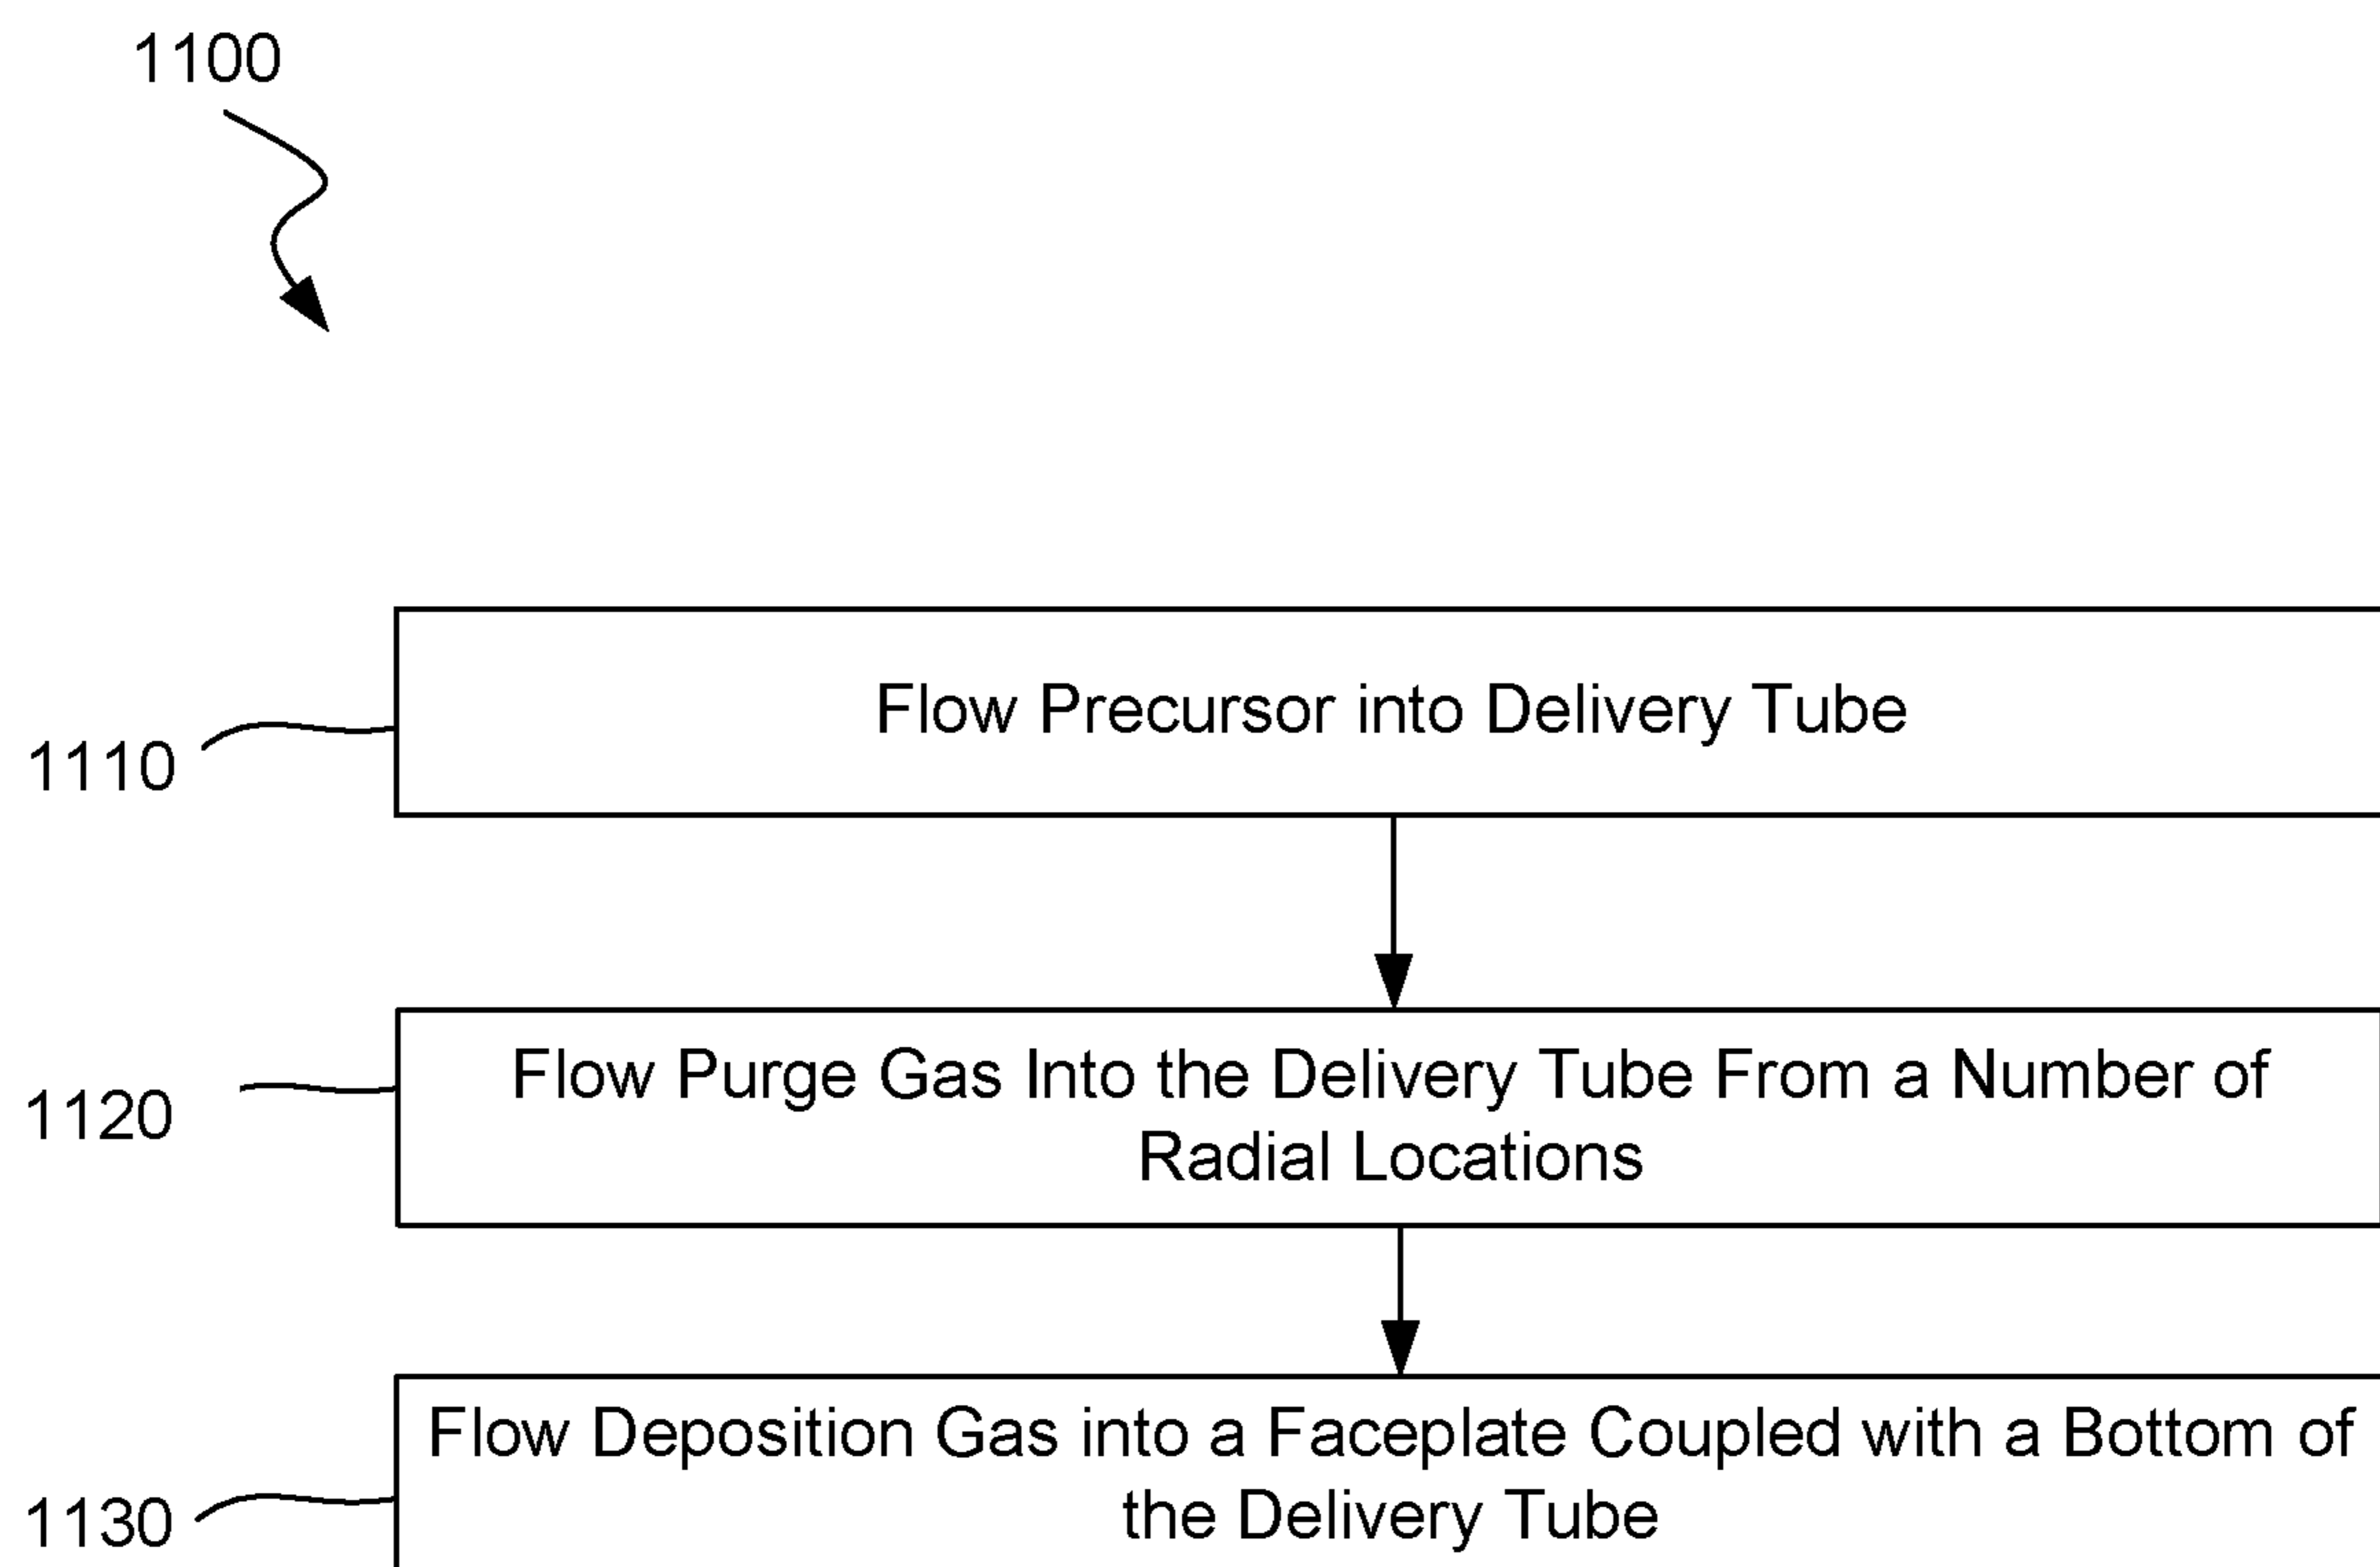 1100
Flow Precursor into Delivery Tube
1110
Flow Purge Gas Into the Delivery Tube From a Number of
Radial Locations
1120
Flow Deposition Gas into a Faceplate Coupled with a Bottom of
the Delivery Tube
1130